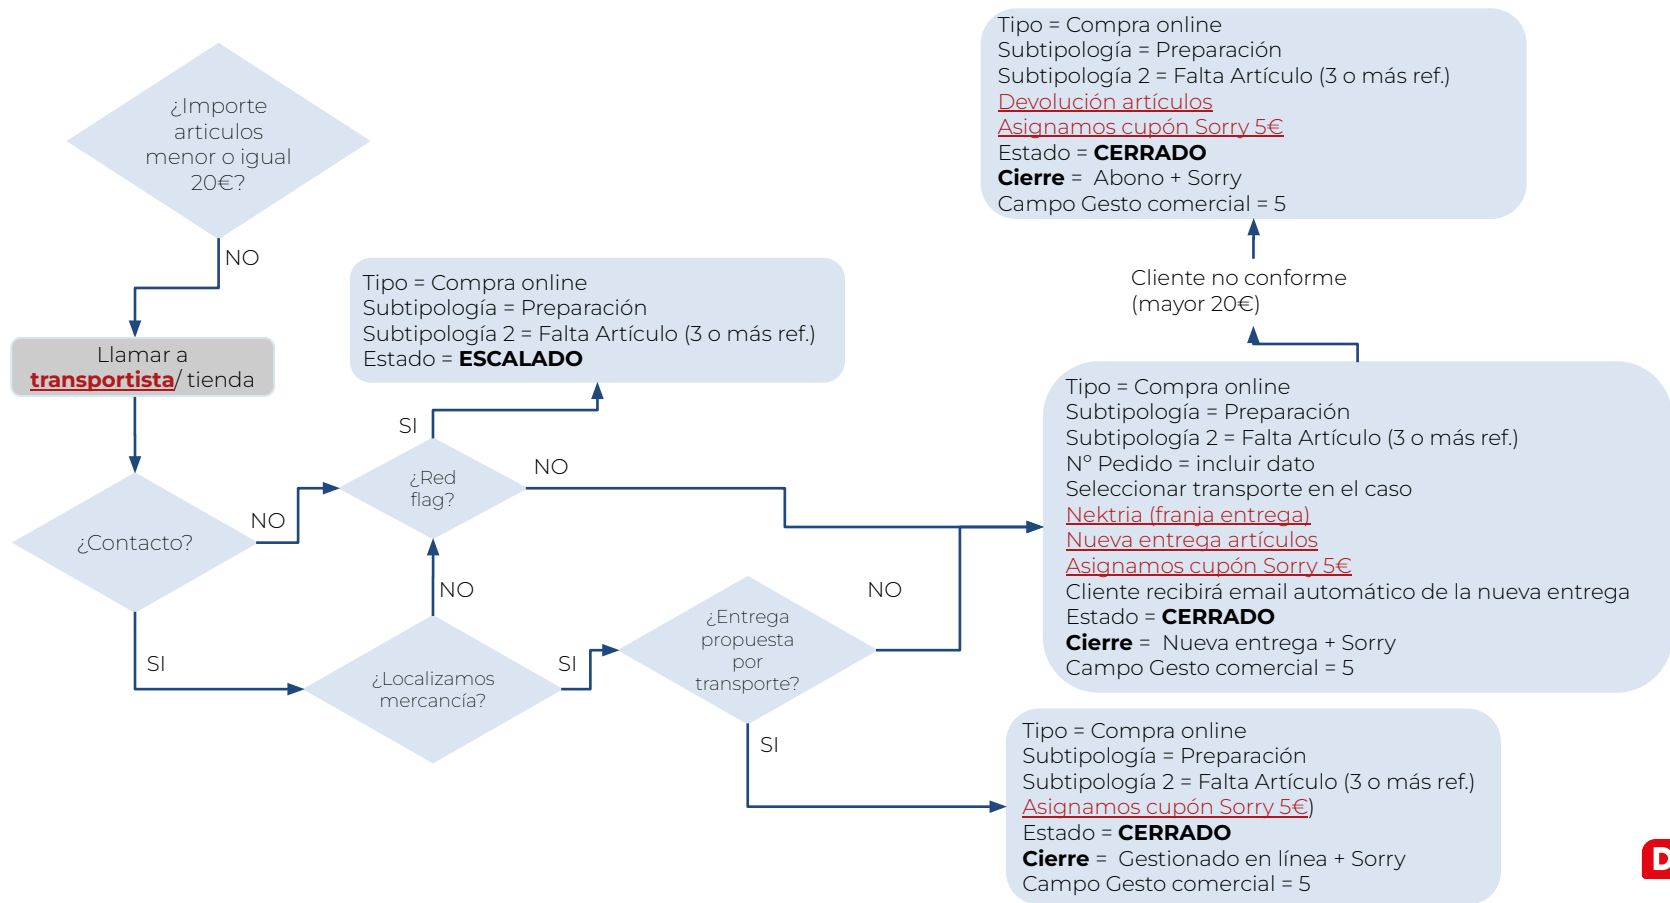 Tipo = Compra online
Subtipología = Preparación
Subtipología 2 = Falta Artículo (3 o más ref.)
Devolución artículos
Asignamos cupón Sorry 5€
Estado = CERRADO
Cierre = Abono + Sorry
Campo Gesto comercial = 5
¿Importe
articulos
menor o igual
20€?
NO
Cliente no conforme
(mayor 20€)
Tipo = Compra online
Subtipología = Preparación
Subtipología 2 = Falta Artículo (3 o más ref.)
Estado = ESCALADO
Llamar a
transportista/ tienda
SI
¿Red
flag?
NO
NO
¿Contacto?
Tipo = Compra online
Subtipología = Preparación
Subtipología 2 = Falta Artículo (3 o más ref.)
Nº Pedido = incluir dato
Seleccionar transporte en el caso
Nektria (franja entrega)
Nueva entrega artículos
Asignamos cupón Sorry 5€
Cliente recibirá email automático de la nueva entrega
Estado = CERRADO
Cierre = Nueva entrega + Sorry
Campo Gesto comercial = 5
NO
NO
¿Entrega
propuesta
por
transporte?
SI
SI
¿Localizamos
mercancía?
SI
Tipo = Compra online
Subtipología = Preparación
Subtipología 2 = Falta Artículo (3 o más ref.)
Asignamos cupón Sorry 5€)
Estado = CERRADO
Cierre = Gestionado en línea + Sorry
Campo Gesto comercial = 5
D